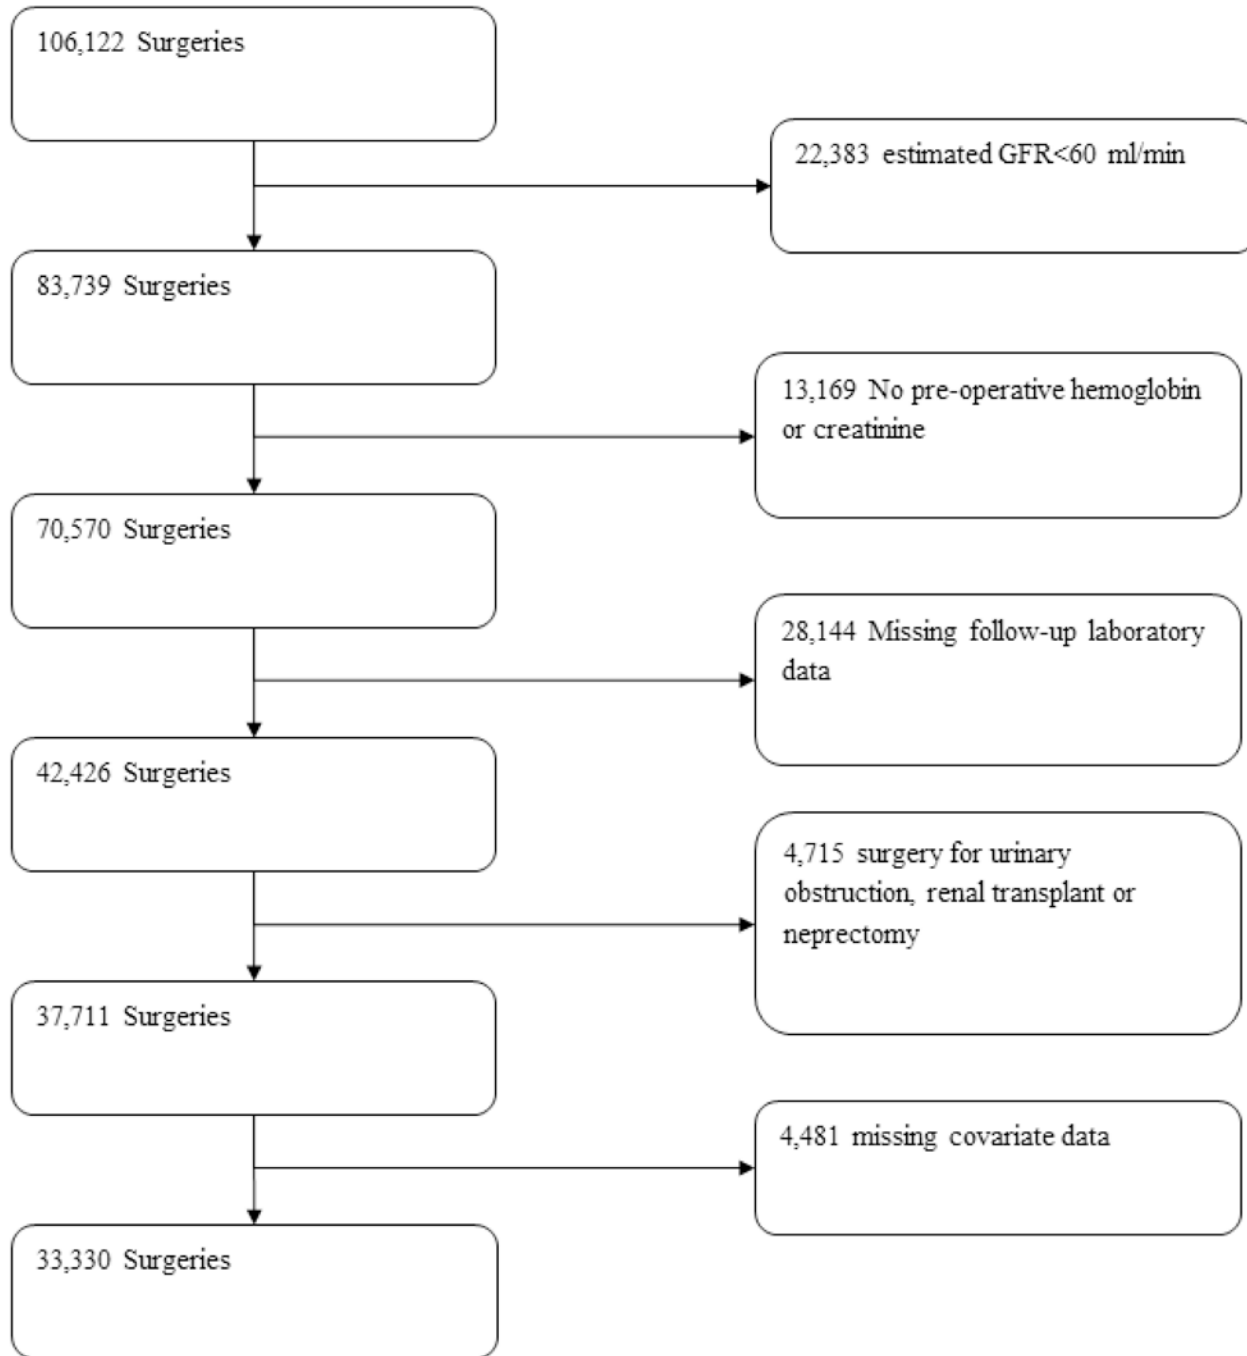 106,122 Surgeries
22,383 estimated GFR<60 ml/min
83,739 Surgeries
13,169 No pre-operative hemoglobin
or creatinine
70,570 Surgeries
28,144 Missing follow-up laboratory
data
42,426 Surgeries
4,715 surgery for urinary
obstruction, renal transplant or
neprectomy
37,711 Surgeries
4,481 missing covariate data
33,330 Surgeries